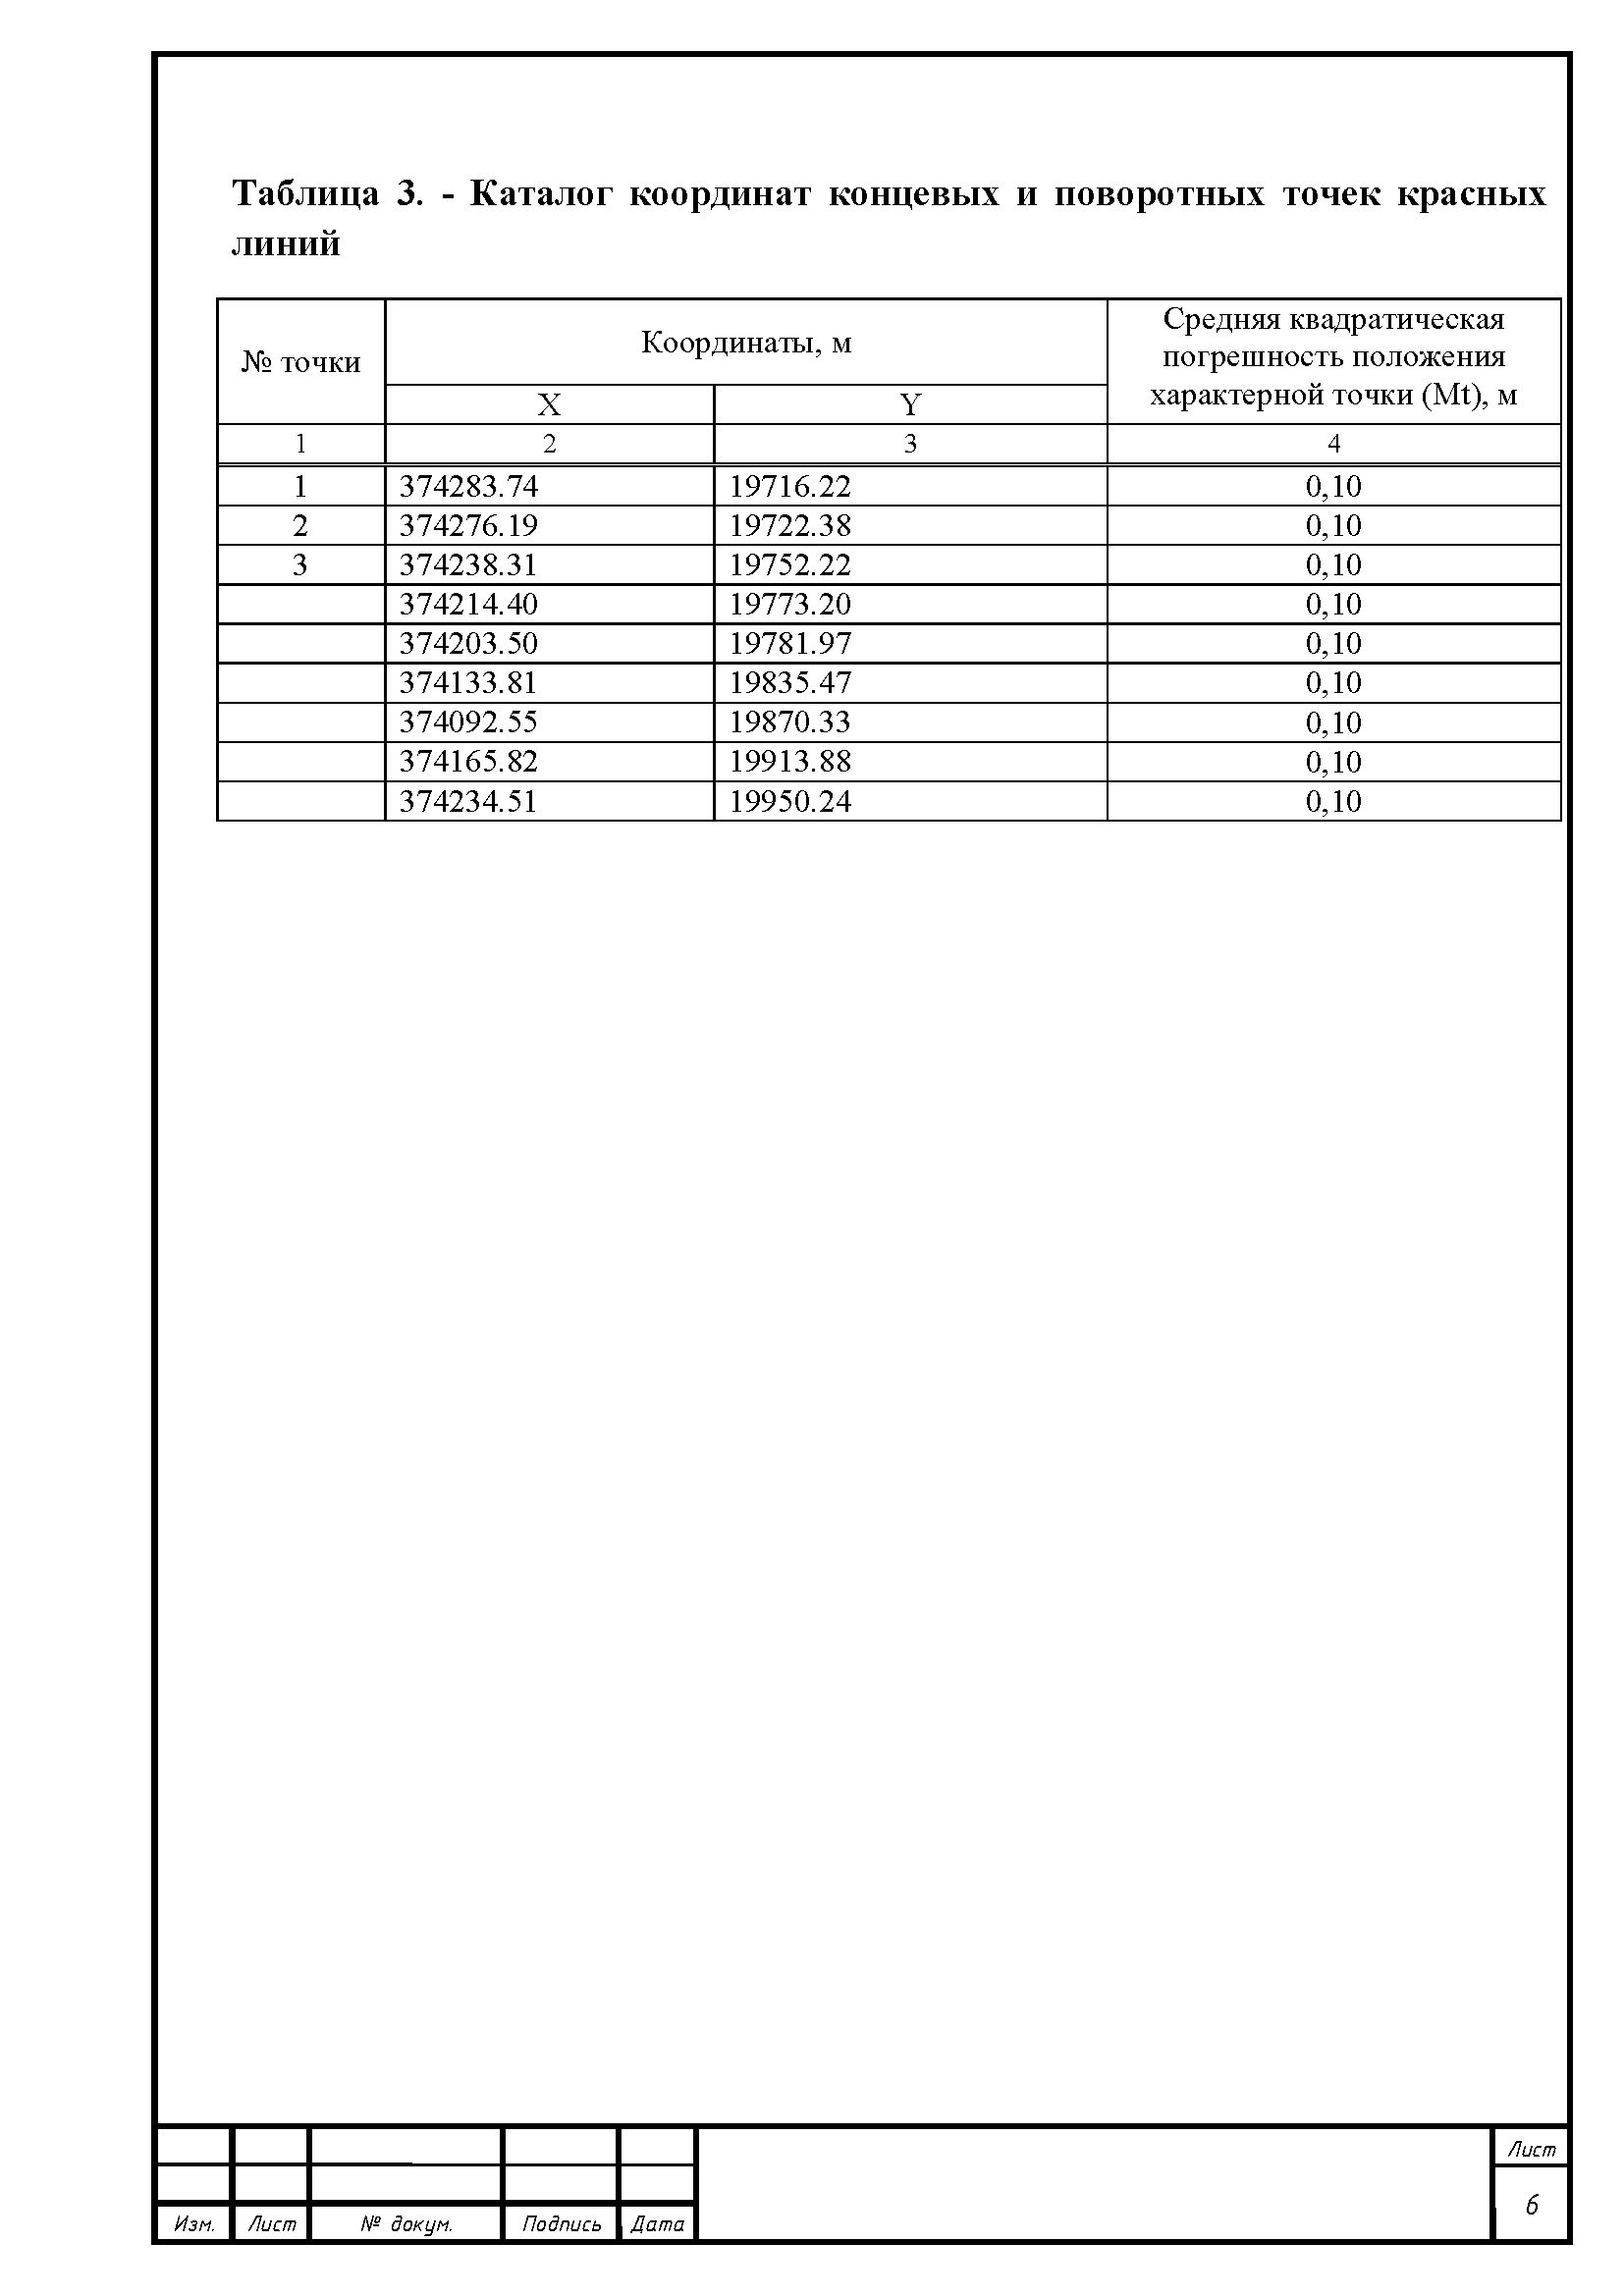 Таблица 3. - Каталог координат концевых и поворотных точек красных
линий
№ точки
Координаты, м
Средняя квадратическая
погрешность положения
характерной точки (Mt), м
X Y
1 2 3 4
1 374283.74 19716.22 0,10
2 374276.19 19722.38 0,10
3 374238.31 19752.22 0,10
374214.40 19773.20 0,10
374203.50 19781.97 0,10
374133.81 19835.47 0,10
374092.55 19870.33 0,10
374165.82 19913.88 0,10
374234.51 19950.24 0,10
Лист
6
Изм. Лист № докум. Подпись Дата